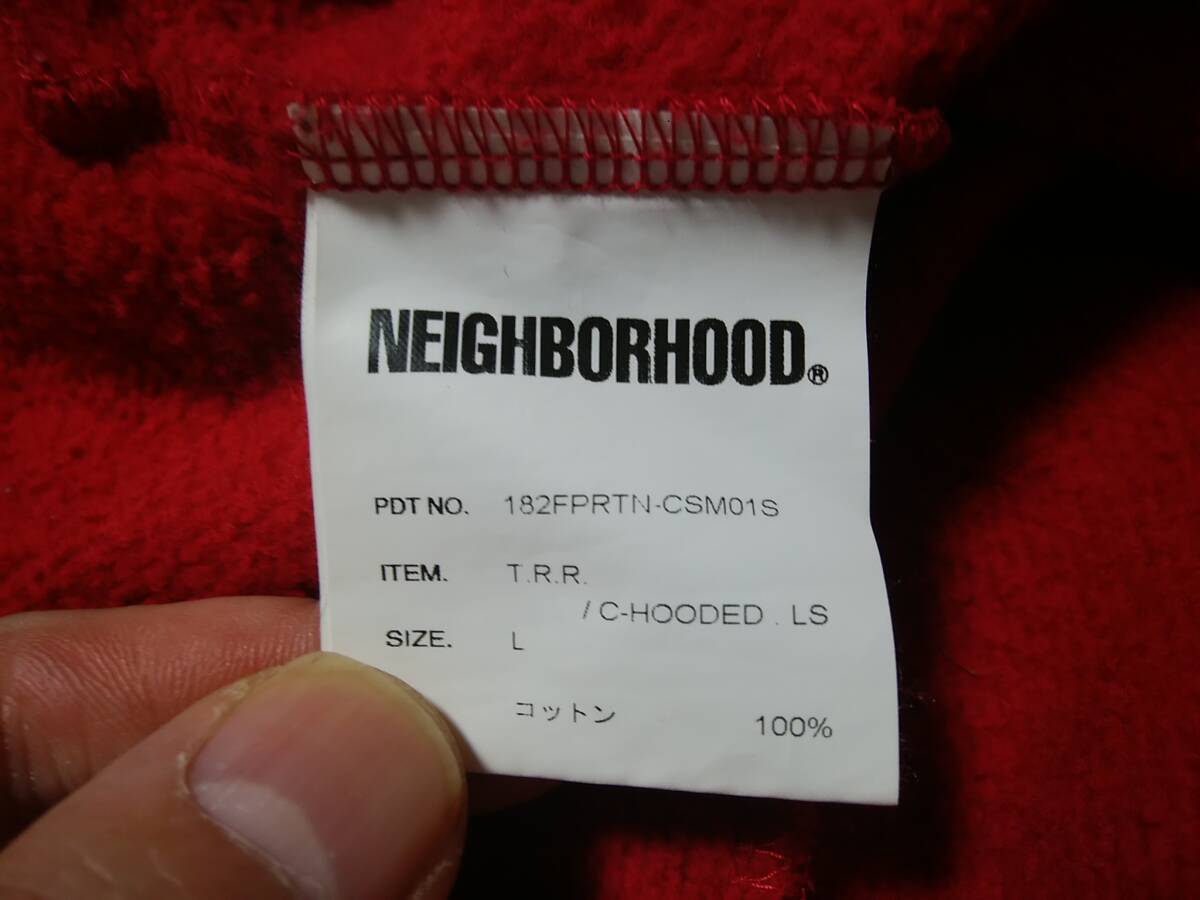 NEIGHBORHOOD®
PDT NO. 182FPRTN-CSM01S
ITEM. T.R.R.
/ C-HOODED . LS
SIZE. L
コットン 100%